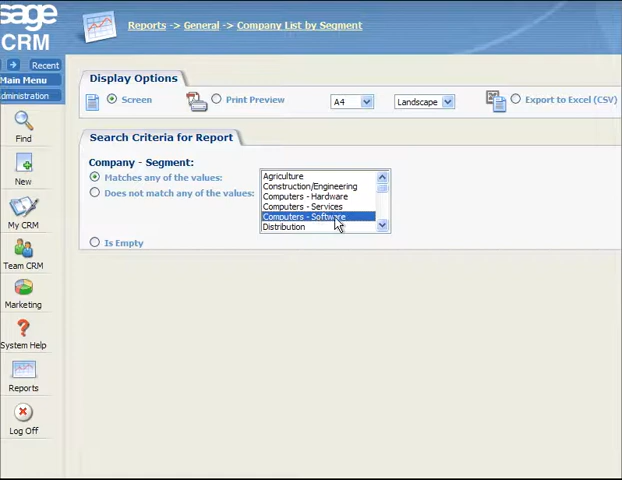 sage
CRM
Reports -> General -> Company List by Segment
Recent
Main Menu
dministration
Find
New
My CRM
Team CRM
Marketing
System Help
Reports
Log Off
Display Options
Screen
Print Preview
A4
Landscape
Export to Excel (CSV)
Search Criteria for Report
Company - Segment:
Matches any of the values:
Does not match any of the values:
Is Empty
Agriculture
Construction/Engineering
Computers - Hardware
Computers - Services
Computers - Software
Distribution